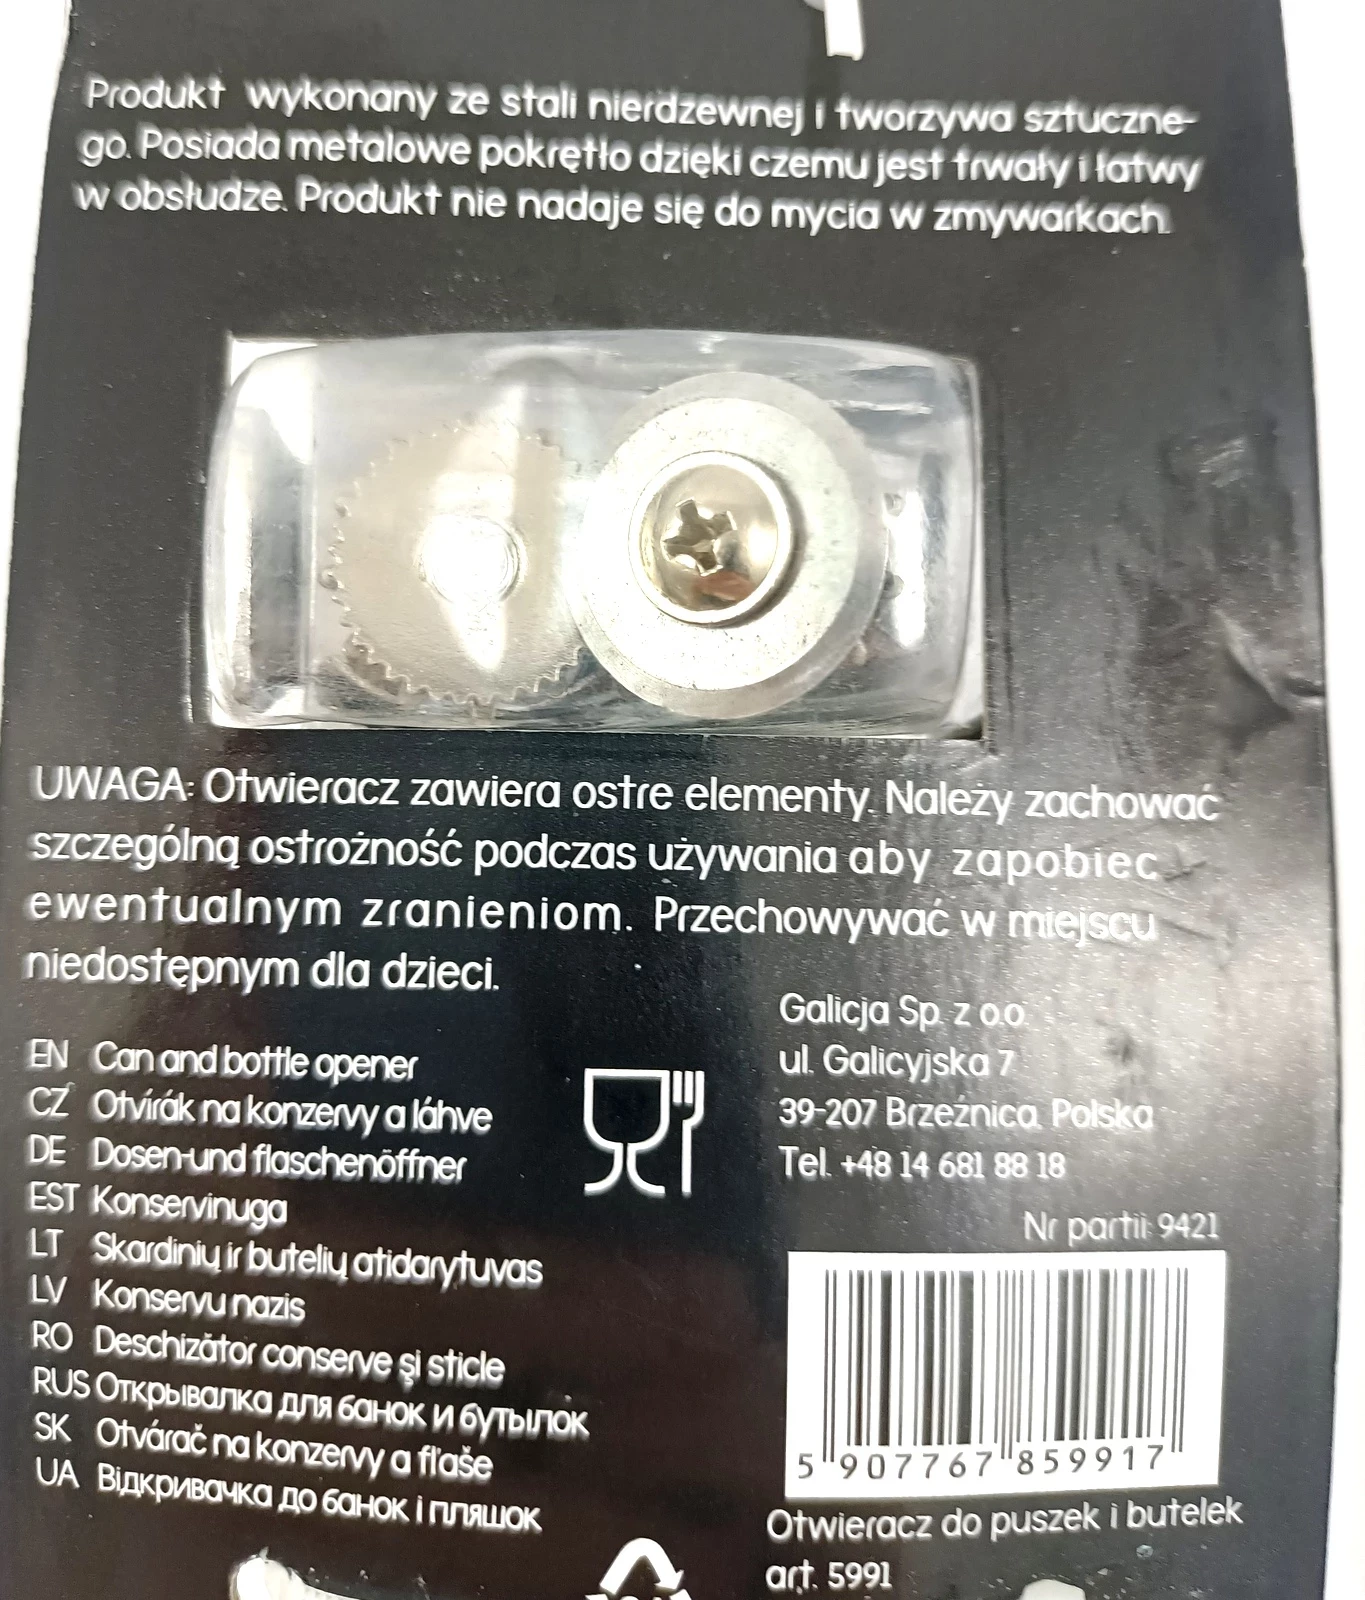 Produkt wykonany ze stali nierdzewnej i tworzywa sztuczne-
go. Posiada metalowe pokrętło dzięki czemu jest trwały i łatwy
w obsłudze. Produkt nie nadaje się do mycia w zmywarkach.
UWAGA: Otwieracz zawiera ostre elementy. Należy zachować
szczególną ostrożność podczas używania aby zapobiec
ewentualnym zranieniom. Przechowywać w miejscu
niedostępnym dla dzieci.
EN Can and bottle opener
CZ Otvírák na konzervy a láhve
DE Dosen-und flaschenöffner
EST Konservinuga
LT Skardinių ir butelių atidarytuvas
LV Konservu nazis
RO Deschizător conserve şi sticle
RUS Открывалка для банок и бутылок
SK Otvárač na konzervy a fľaše
UA Відкривачка до банок і пляшок
Galicja Sp. z o.o.
ul. Galicyjska 7
39-207 Brzeźnica, Polska
Tel. +48 14 681 88 18
Nr partii: 9421
5 907767 859917
Otwieracz do puszek i butelek
art. 5991